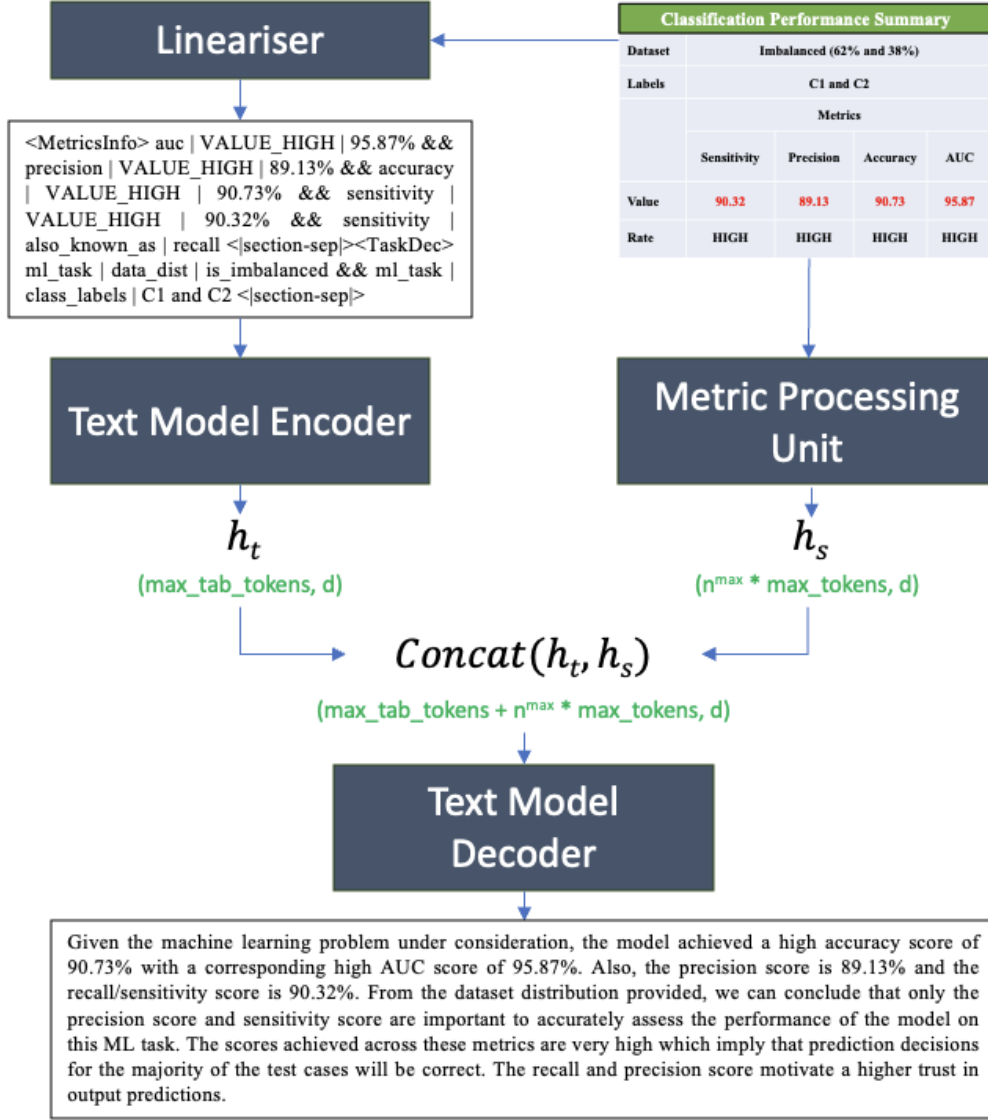 Lineariser
Classification Performance Summary
Dataset Imbalanced (62% and 38%)
Labels C1 and C2
Metrics
Sensitivity Precision Accuracy AUC
Value 90.32 89.13 90.73 95.87
Rate HIGH HIGH HIGH HIGH
<MetricsInfo> auc | VALUE_HIGH | 95.87% &&
precision | VALUE_HIGH | 89.13% && accuracy
| VALUE_HIGH | 90.73% && sensitivity |
VALUE_HIGH | 90.32% && sensitivity |
also_known_as | recall <|section-sep|><TaskDec>
ml_task | data_dist | is_imbalanced && ml_task |
class_labels | C1 and C2 <|section-sep|>
Text Model Encoder
Metric Processing
Unit
h_t
(max_tab_tokens, d)
h_s
(n^max * max_tokens, d)
Concat(h_t, h_s)
(max_tab_tokens + n^max * max_tokens, d)
Text Model
Decoder
Given the machine learning problem under consideration, the model achieved a high accuracy score of
90.73% with a corresponding high AUC score of 95.87%. Also, the precision score is 89.13% and the
recall/sensitivity score is 90.32%. From the dataset distribution provided, we can conclude that only the
precision score and sensitivity score are important to accurately assess the performance of the model on
this ML task. The scores achieved across these metrics are very high which imply that prediction decisions
for the majority of the test cases will be correct. The recall and precision score motivate a higher trust in
output predictions.